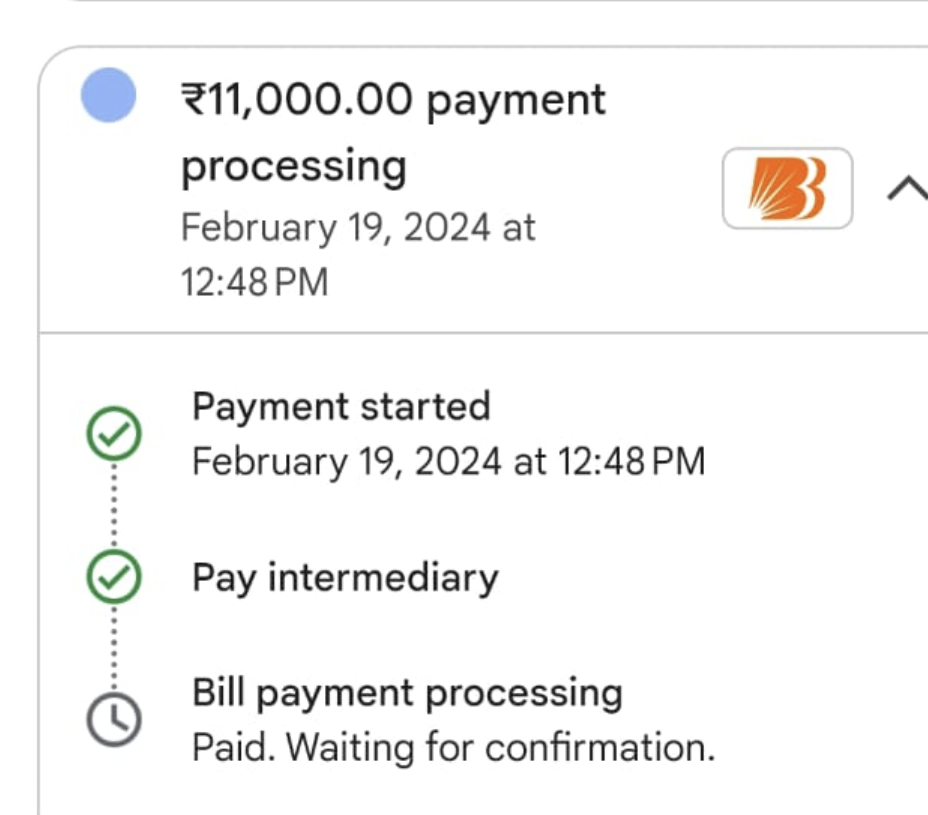 ₹11,000.00 payment
processing
February 19, 2024 at
12:48 PM
Payment started
February 19, 2024 at 12:48 PM
Pay intermediary
Bill payment processing
Paid. Waiting for confirmation.